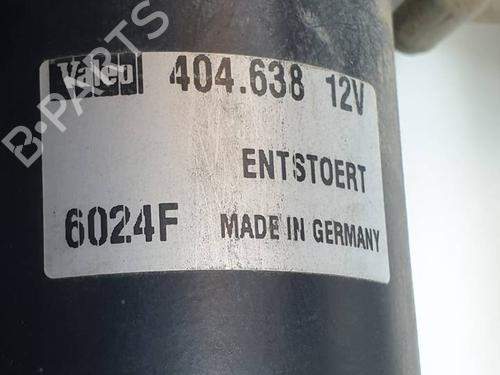 Valeo 404.638 12V
ENTSTOERT
6024F MADE IN GERMANY
B-PARTS